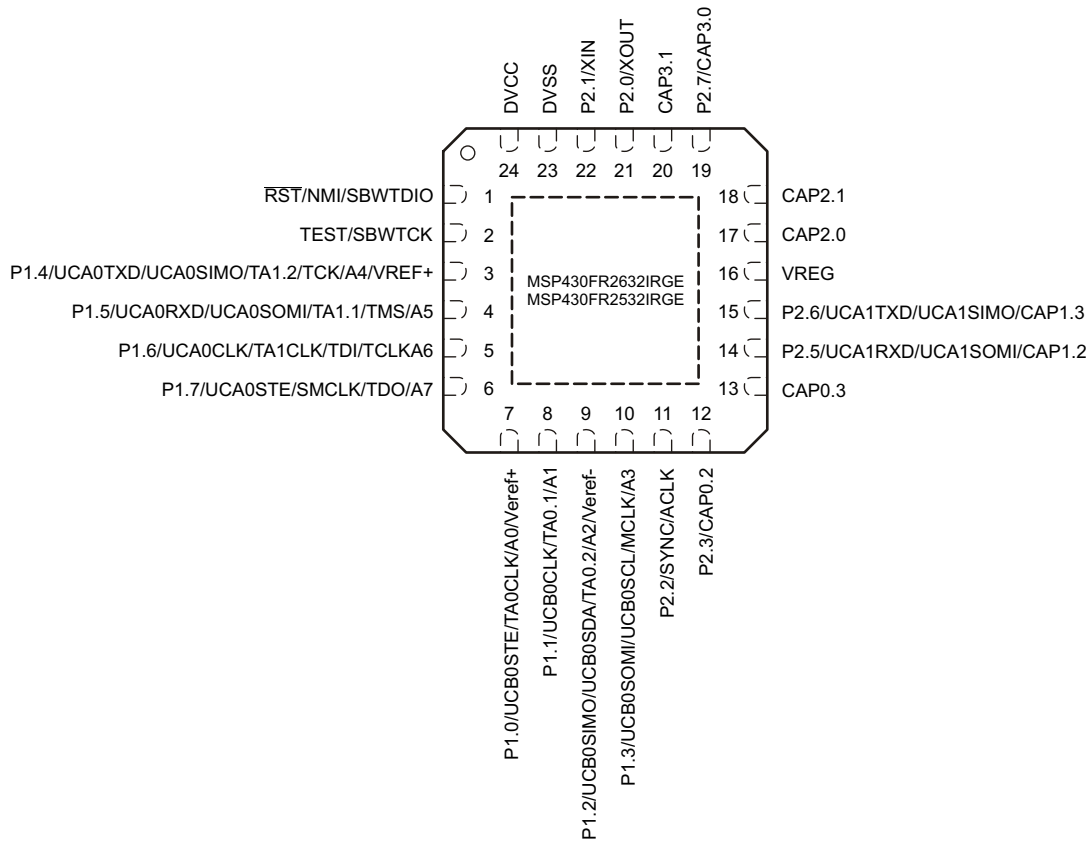 DVCC
DVSS
P2.1/XIN
P2.0/XOUT
CAP3.1
P2.7/CAP3.0
24
23
22
21
20
19
RST/NMI/SBWTDIO
1
TEST/SBWTCK
2
P1.4/UCA0TXD/UCA0SIMO/TA1.2/TCK/A4/VREF+
3
P1.5/UCA0RXD/UCA0SOMI/TA1.1/TMS/A5
4
P1.6/UCA0CLK/TA1CLK/TDI/TCLKA6
5
P1.7/UCA0STE/SMCLK/TDO/A7
6
MSP430FR2632IRGE
MSP430FR2532IRGE
18
CAP2.1
17
CAP2.0
16
VREG
15
P2.6/UCA1TXD/UCA1SIMO/CAP1.3
14
P2.5/UCA1RXD/UCA1SOMI/CAP1.2
13
CAP0.3
7
8
9
10
11
12
P1.0/UCB0STE/TA0CLK/A0/Veref+
P1.1/UCB0CLK/TA0.1/A1
P1.2/UCB0SIMO/UCB0SDA/TA0.2/A2/Veref-
P1.3/UCB0SOMI/UCB0SCL/MCLK/A3
P2.2/SYNC/ACLK
P2.3/CAP0.2